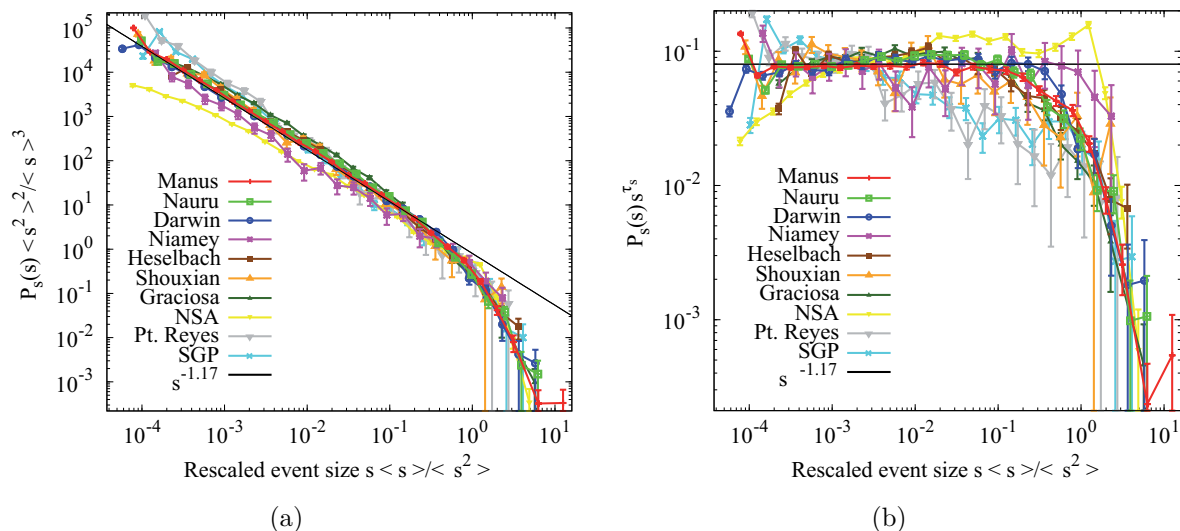 10^5
10^4
10^3
10^2
10^1
10^0
10^-1
10^-2
10^-3
P_s(s) < s^2 >^2/< s >^3
Manus
Nauru
Darwin
Niamey
Heselbach
Shouxian
Graciosa
NSA
Pt. Reyes
SGP
s^-1.17
10^-4 10^-3 10^-2 10^-1 10^0 10^1
Rescaled event size s < s >/< s^2 >
(a)
10^-1
10^-2
10^-3
P_s(s) s^τ_s
Manus
Nauru
Darwin
Niamey
Heselbach
Shouxian
Graciosa
NSA
Pt. Reyes
SGP
s^-1.17
10^-4 10^-3 10^-2 10^-1 10^0 10^1
Rescaled event size s < s >/< s^2 >
(b)